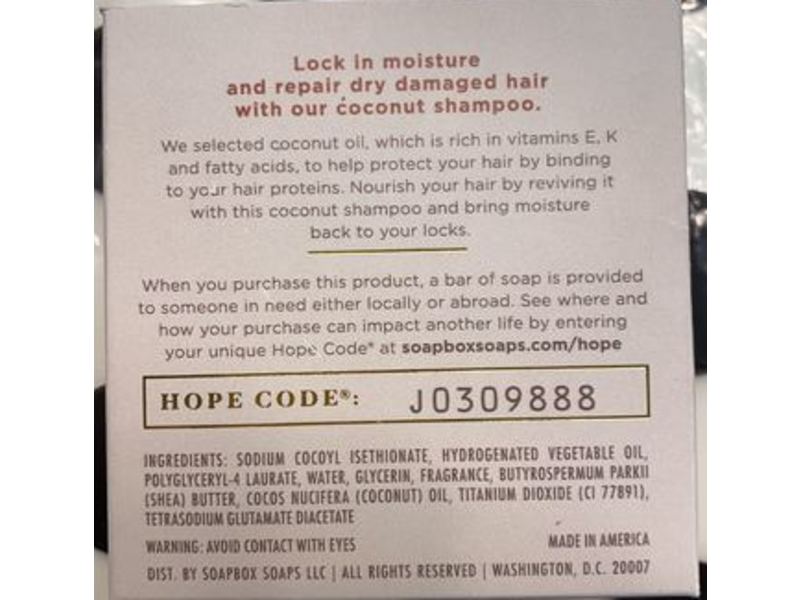 Lock in moisture
and repair dry damaged hair
with our coconut shampoo.
We selected coconut oil, which is rich in vitamins E, K
and fatty acids, to help protect your hair by binding
to your hair proteins. Nourish your hair by reviving it
with this coconut shampoo and bring moisture
back to your locks.
When you purchase this product, a bar of soap is provided
to someone in need either locally or abroad. See where and
how your purchase can impact another life by entering
your unique Hope Code* at soapboxsoaps.com/hope
HOPE CODE®: J0309888
INGREDIENTS: SODIUM COCOYL ISETHIONATE, HYDROGENATED VEGETABLE OIL,
POLYGLYCERYL-4 LAURATE, WATER, GLYCERIN, FRAGRANCE, BUTYROSPERMUM PARKII
(SHEA) BUTTER, COCOS NUCIFERA (COCONUT) OIL, TITANIUM DIOXIDE (CI 77891),
TETRASODIUM GLUTAMATE DIACETATE
WARNING: AVOID CONTACT WITH EYES MADE IN AMERICA
DIST. BY SOAPBOX SOAPS LLC | ALL RIGHTS RESERVED | WASHINGTON, D.C. 20007